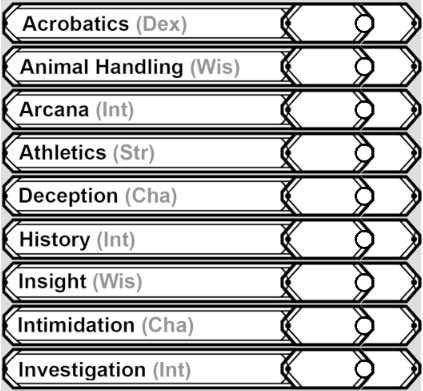 Acrobatics (Dex)
Animal Handling (Wis)
Arcana (Int)
Athletics (Str)
Deception (Cha)
History (Int)
Insight (Wis)
Intimidation (Cha)
Investigation (Int)